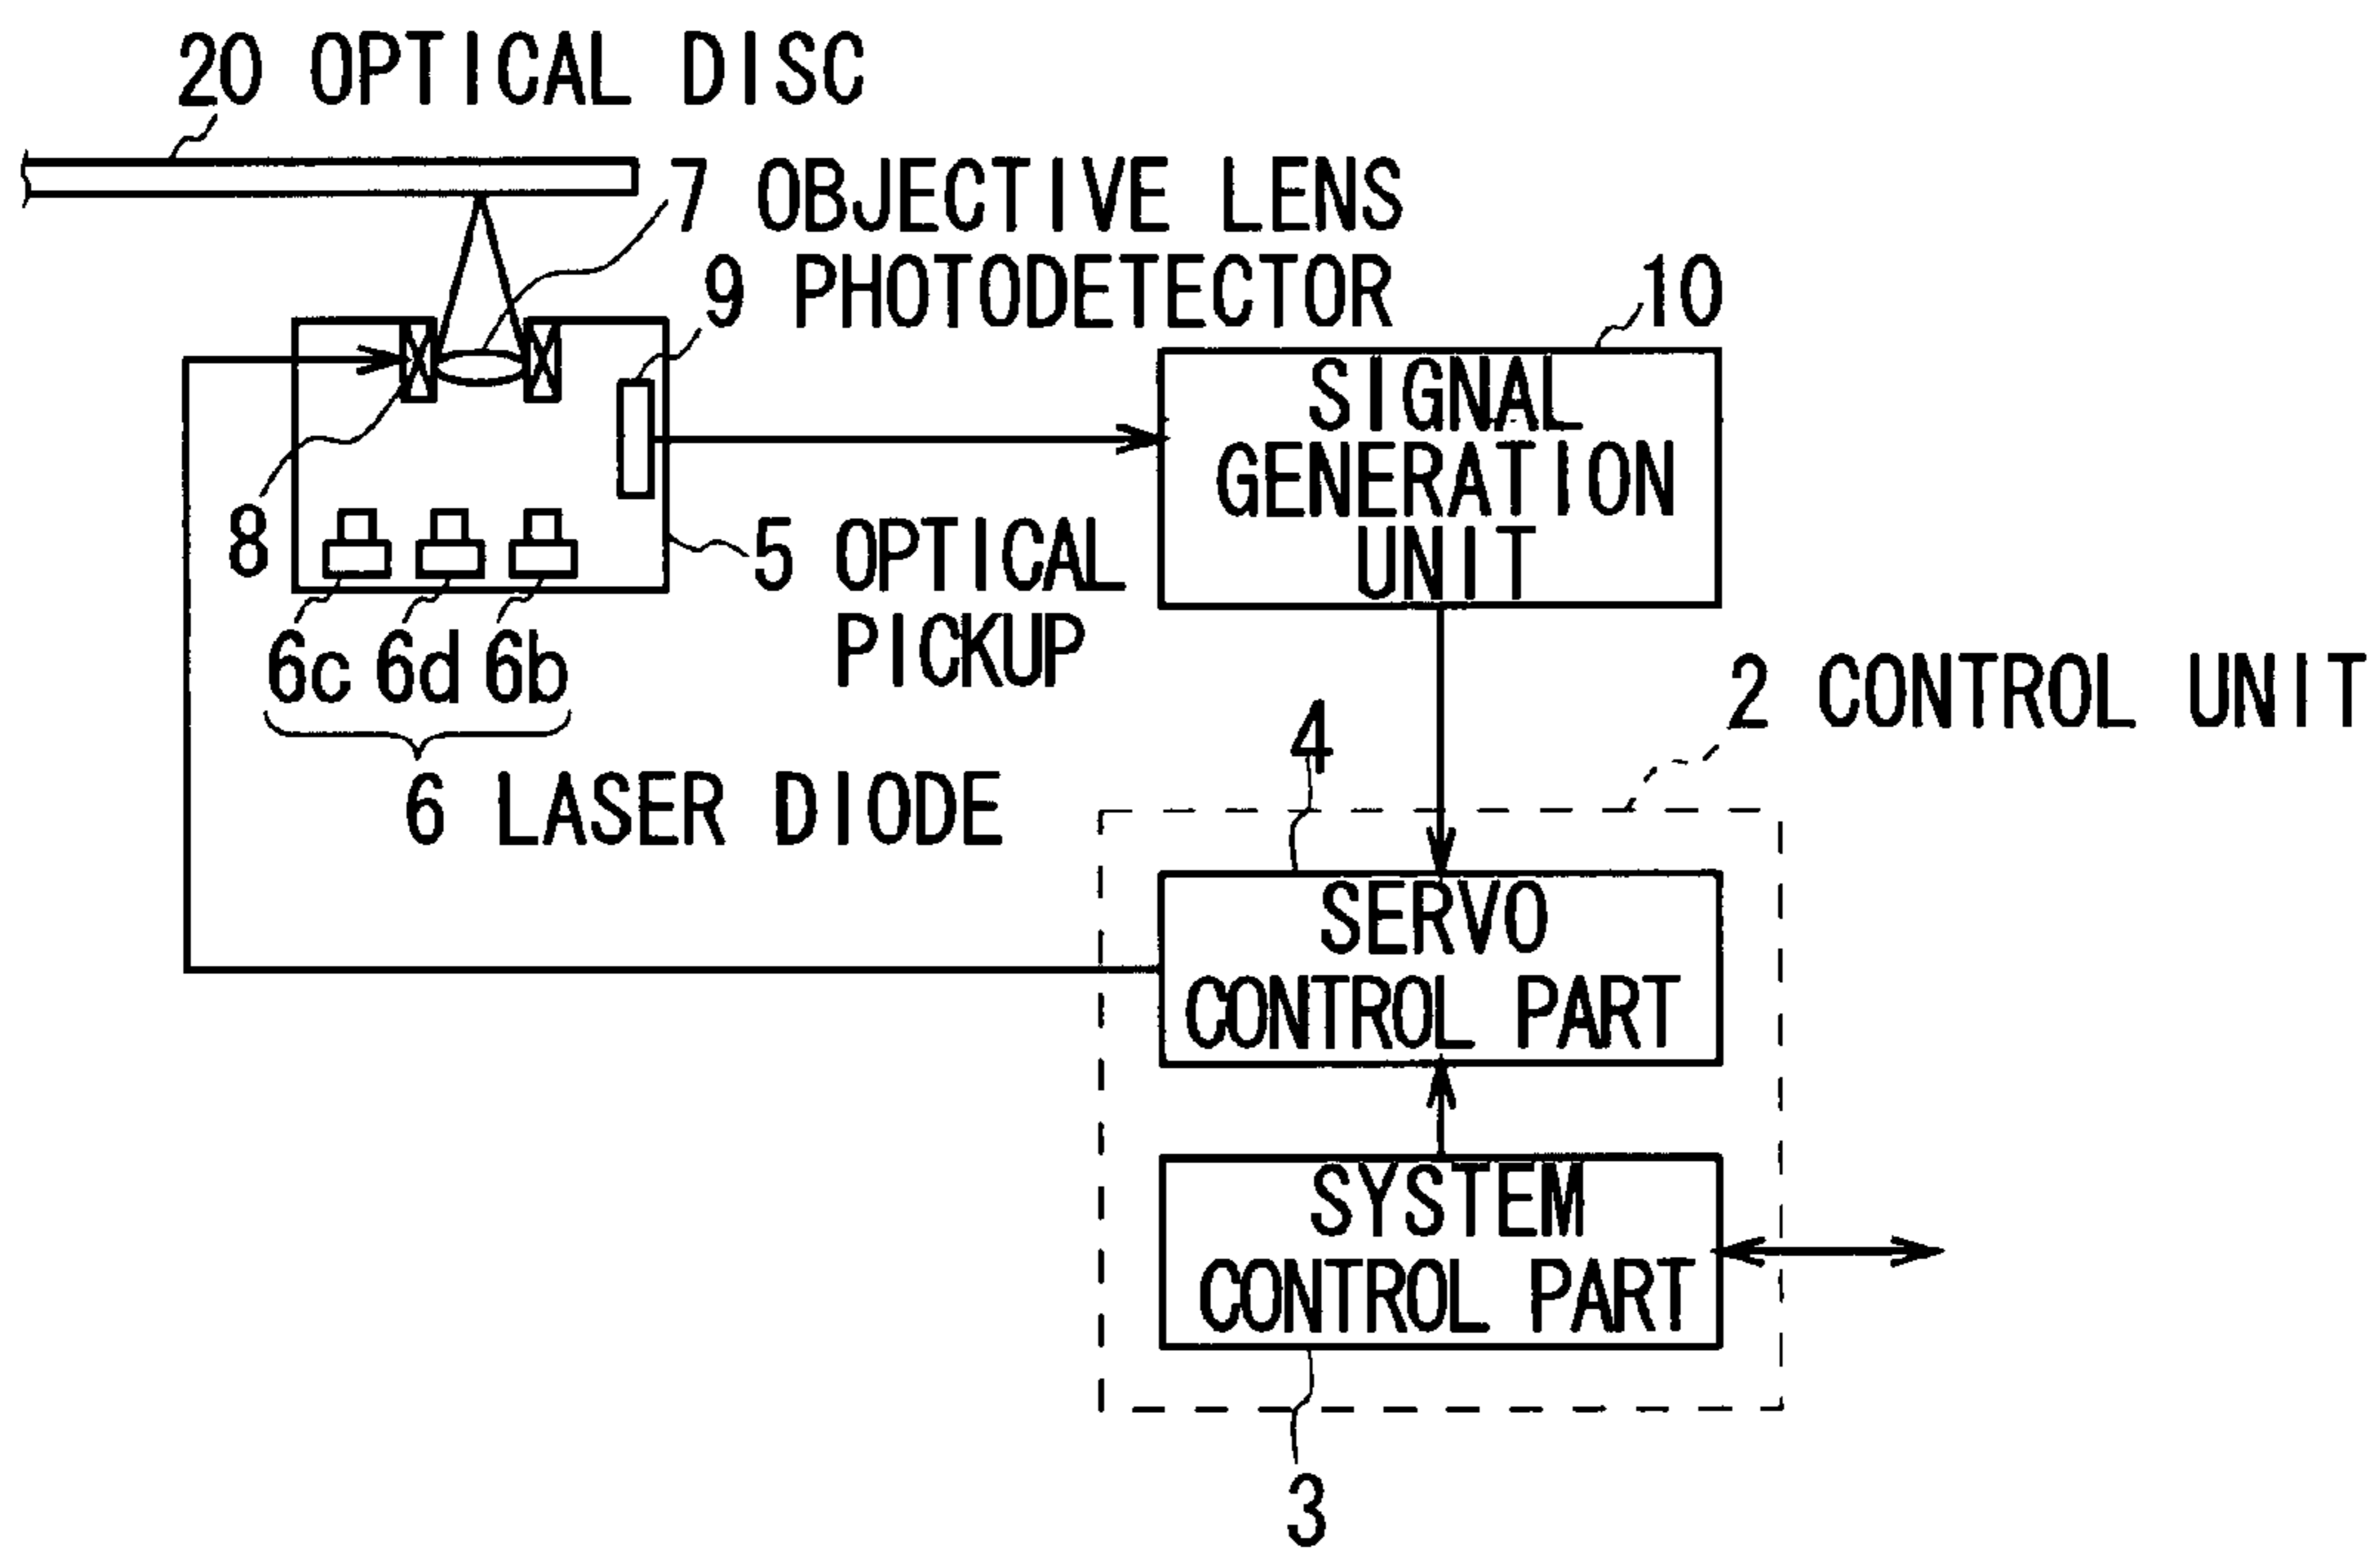 20 OPTICAL DISC
7 OBJECTIVE LENS
9 PHOTODETECTOR
10
SIGNAL
GENERATION
UNIT
8
5 OPTICAL
PICKUP
6c 6d 6b
6 LASER DIODE
2 CONTROL UNIT
4
SERVO
CONTROL PART
SYSTEM
CONTROL PART
3